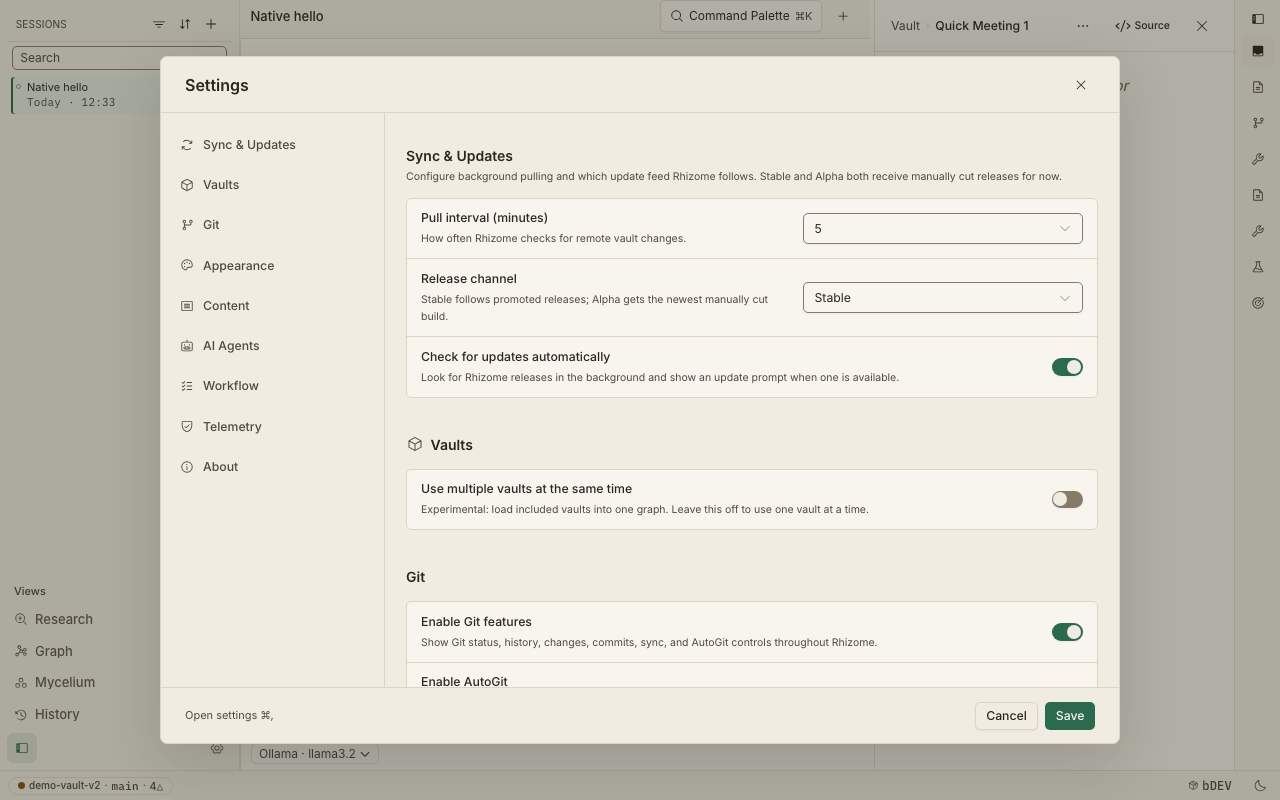 SESSIONS
Search
Native hello
Today · 12:33
Views
Research
Graph
Mycelium
History
Native hello
Command Palette ⌘K
Vault › Quick Meeting 1
Source
or
Settings
Sync & Updates
Vaults
Git
Appearance
Content
AI Agents
Workflow
Telemetry
About
Sync & Updates
Configure background pulling and which update feed Rhizome follows. Stable and Alpha both receive manually cut releases for now.
Pull interval (minutes)
How often Rhizome checks for remote vault changes.
5
Release channel
Stable follows promoted releases; Alpha gets the newest manually cut
build.
Stable
Check for updates automatically
Look for Rhizome releases in the background and show an update prompt when one is available.
Vaults
Use multiple vaults at the same time
Experimental: load included vaults into one graph. Leave this off to use one vault at a time.
Git
Enable Git features
Show Git status, history, changes, commits, sync, and AutoGit controls throughout Rhizome.
Enable AutoGit
Open settings ⌘,
Cancel
Save
Ollama · llama3.2
demo-vault-v2 · main · 4△
bDEV